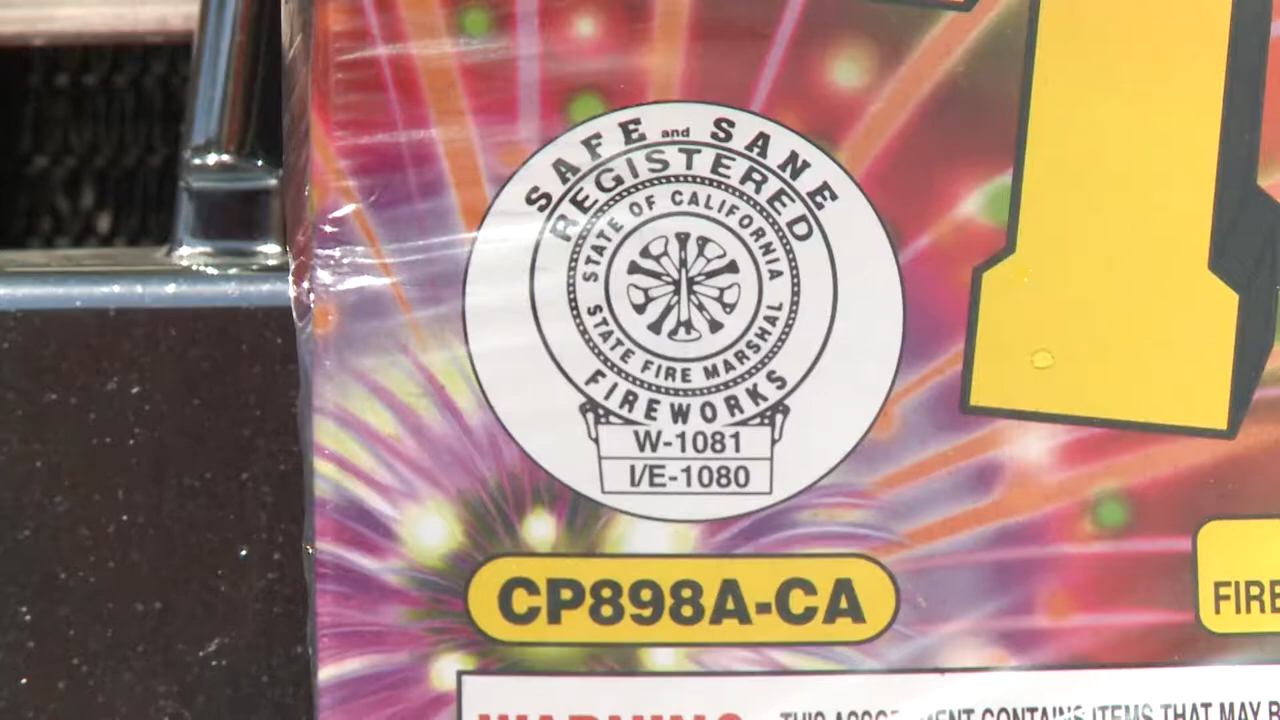 SAFE and SANE
REGISTERED
STATE OF CALIFORNIA
STATE FIRE MARSHAL
FIREWORKS
W-1081
I/E-1080
CP898A-CA
FIRE
WARNING
THIS ASSORTMENT CONTAINS ITEMS THAT MAY